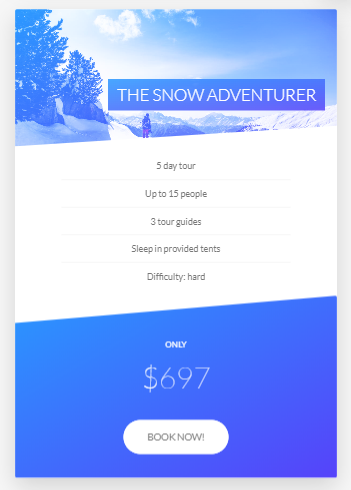 THE SNOW ADVENTURER
5 day tour
Up to 15 people
3 tour guides
Sleep in provided tents
Difficulty: hard
ONLY
$697
BOOK NOW!